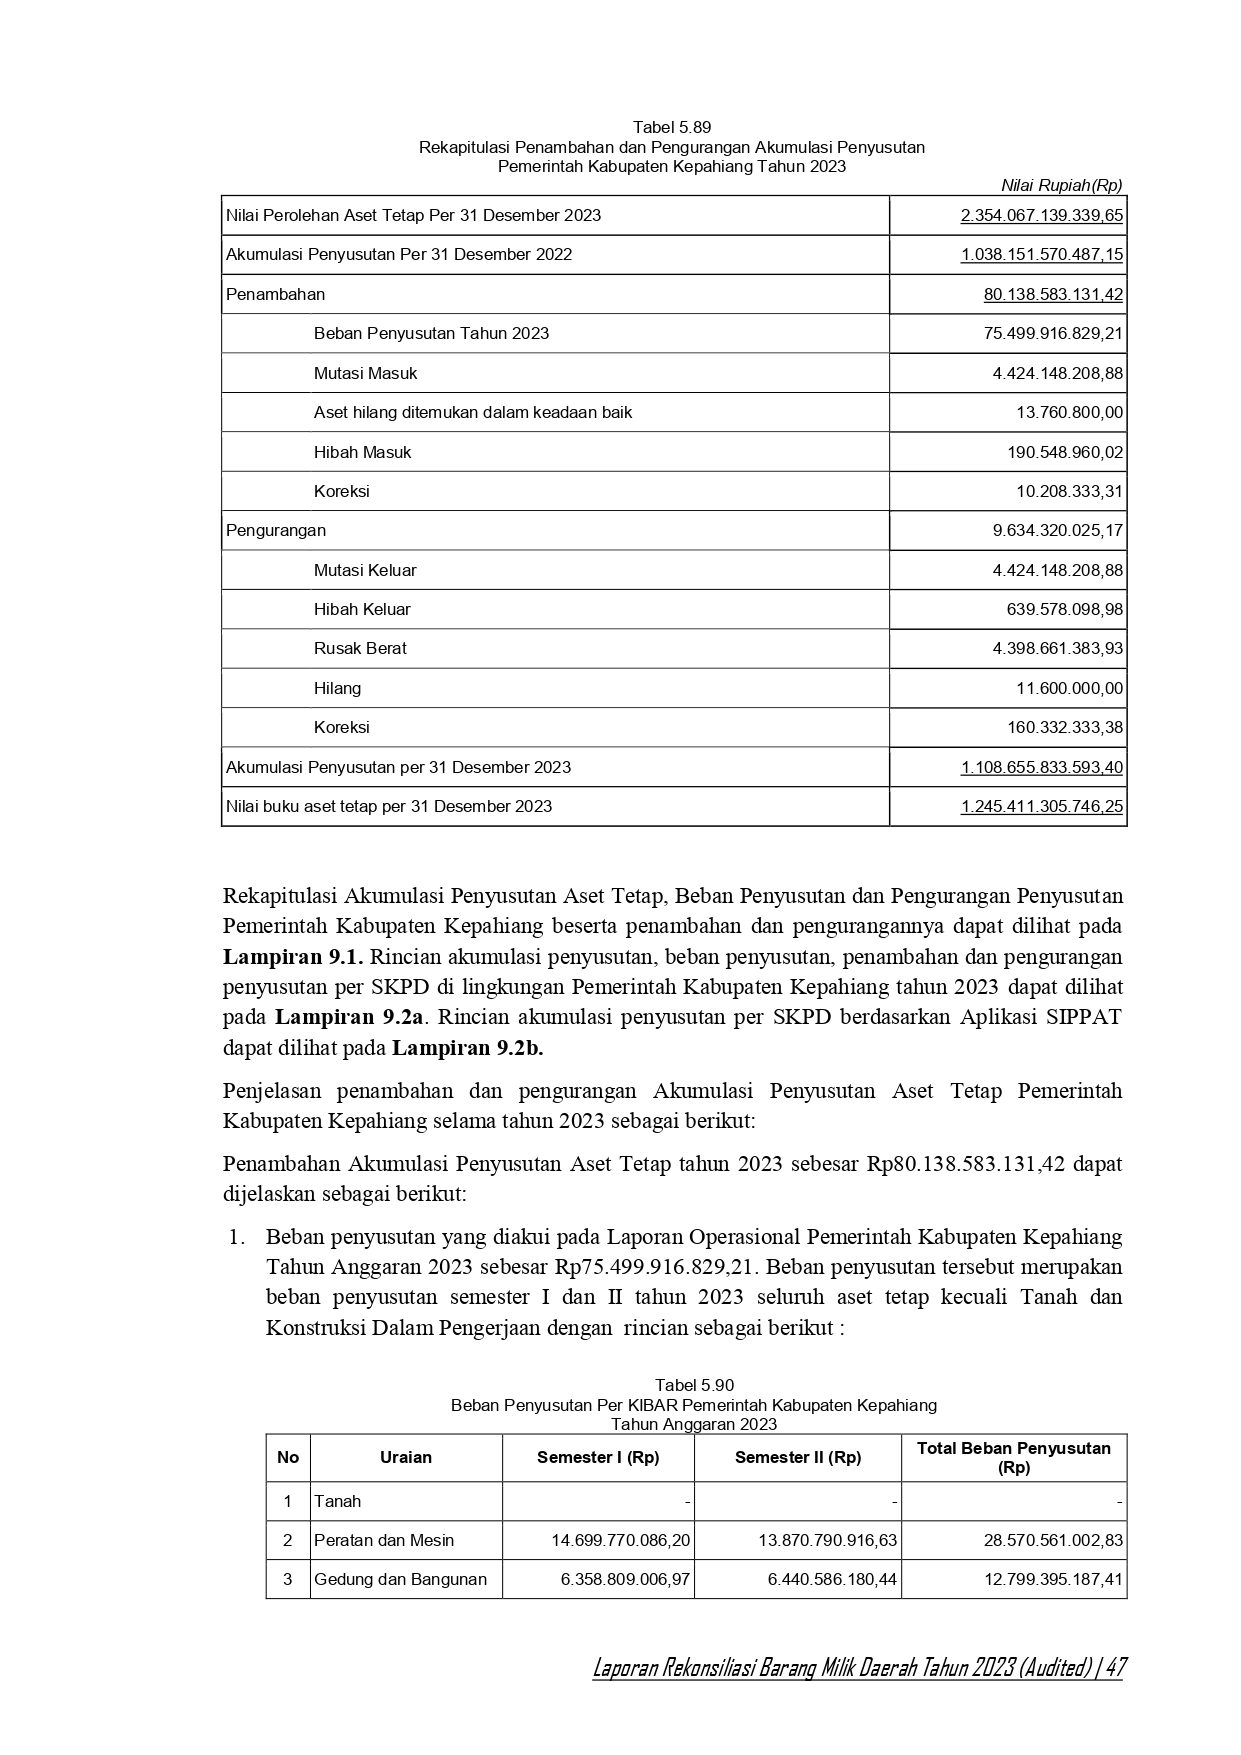 Tabel 5.89
Rekapitulasi Penambahan dan Pengurangan Akumulasi Penyusutan
Pemerintah Kabupaten Kepahiang Tahun 2023
Nilai Rupiah(Rp)
Nilai Perolehan Aset Tetap Per 31 Desember 2023 2.354.067.139.339,65
Akumulasi Penyusutan Per 31 Desember 2022 1.038.151.570.487,15
Penambahan 80.138.583.131,42
Beban Penyusutan Tahun 2023 75.499.916.829,21
Mutasi Masuk 4.424.148.208,88
Aset hilang ditemukan dalam keadaan baik 13.760.800,00
Hibah Masuk 190.548.960,02
Koreksi 10.208.333,31
Pengurangan 9.634.320.025,17
Mutasi Keluar 4.424.148.208,88
Hibah Keluar 639.578.098,98
Rusak Berat 4.398.661.383,93
Hilang 11.600.000,00
Koreksi 160.332.333,38
Akumulasi Penyusutan per 31 Desember 2023 1.108.655.833.593,40
Nilai buku aset tetap per 31 Desember 2023 1.245.411.305.746,25
Rekapitulasi Akumulasi Penyusutan Aset Tetap, Beban Penyusutan dan Pengurangan Penyusutan
Pemerintah Kabupaten Kepahiang beserta penambahan dan pengurangannya dapat dilihat pada
Lampiran 9.1. Rincian akumulasi penyusutan, beban penyusutan, penambahan dan pengurangan
penyusutan per SKPD di lingkungan Pemerintah Kabupaten Kepahiang tahun 2023 dapat dilihat
pada Lampiran 9.2a. Rincian akumulasi penyusutan per SKPD berdasarkan Aplikasi SIPPAT
dapat dilihat pada Lampiran 9.2b.
Penjelasan penambahan dan pengurangan Akumulasi Penyusutan Aset Tetap Pemerintah
Kabupaten Kepahiang selama tahun 2023 sebagai berikut:
Penambahan Akumulasi Penyusutan Aset Tetap tahun 2023 sebesar Rp80.138.583.131,42 dapat
dijelaskan sebagai berikut:
1. Beban penyusutan yang diakui pada Laporan Operasional Pemerintah Kabupaten Kepahiang
Tahun Anggaran 2023 sebesar Rp75.499.916.829,21. Beban penyusutan tersebut merupakan
beban penyusutan semester I dan II tahun 2023 seluruh aset tetap kecuali Tanah dan
Konstruksi Dalam Pengerjaan dengan rincian sebagai berikut :
Tabel 5.90
Beban Penyusutan Per KIBAR Pemerintah Kabupaten Kepahiang
Tahun Anggaran 2023
No Uraian Semester I (Rp) Semester II (Rp) Total Beban Penyusutan (Rp)
1 Tanah - - -
2 Peratan dan Mesin 14.699.770.086,20 13.870.790.916,63 28.570.561.002,83
3 Gedung dan Bangunan 6.358.809.006,97 6.440.586.180,44 12.799.395.187,41
Laporan Rekonsiliasi Barang Milik Daerah Tahun 2023 (Audited) | 47